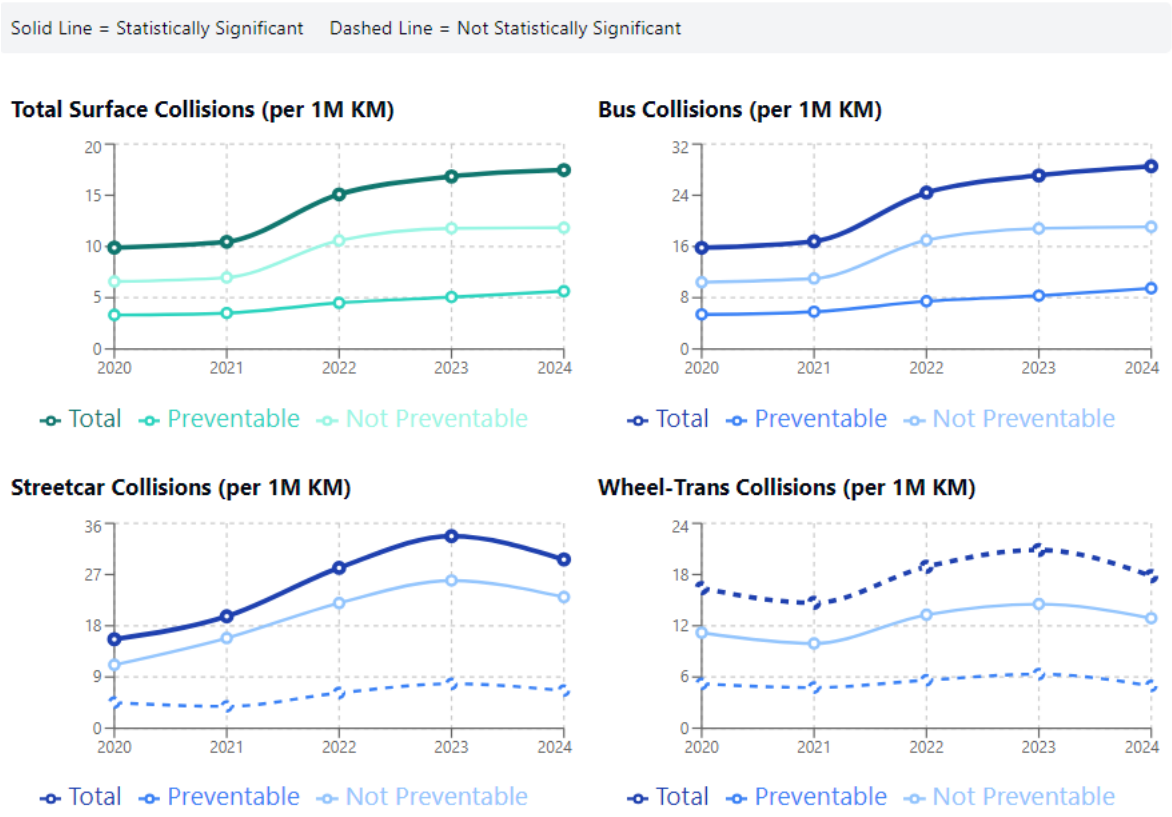 Solid Line = Statistically Significant Dashed Line = Not Statistically Significant
Total Surface Collisions (per 1M KM)
20
15
10
5
0
2020 2021 2022 2023 2024
Total Preventable Not Preventable
Bus Collisions (per 1M KM)
32
24
16
8
0
2020 2021 2022 2023 2024
Total Preventable Not Preventable
Streetcar Collisions (per 1M KM)
36
27
18
9
0
2020 2021 2022 2023 2024
Total Preventable Not Preventable
Wheel-Trans Collisions (per 1M KM)
24
18
12
6
0
2020 2021 2022 2023 2024
Total Preventable Not Preventable